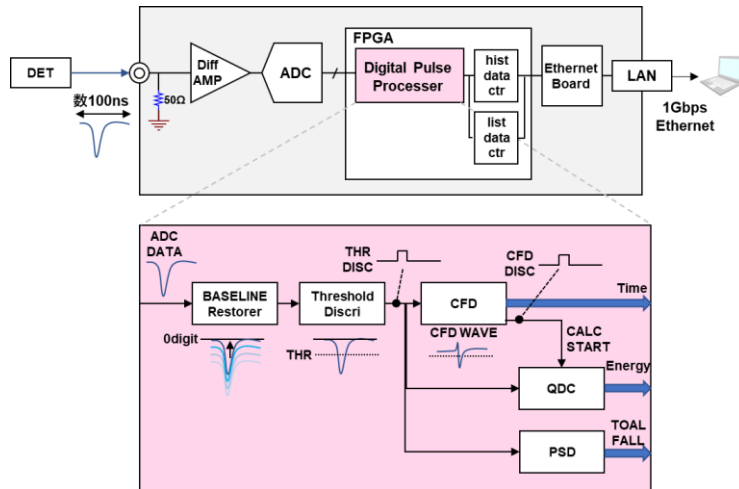 FPGA
DET
Diff
AMP
ADC
Digital Pulse
Processer
hist
data
ctr
Ethernet
Board
LAN
50Ω
数100ns
list
data
ctr
1Gbps
Ethernet
ADC
DATA
THR
DISC
CFD
DISC
Time
BASELINE
Restorer
Threshold
Discri
CFD
0digit
THR
CFD WAVE
CALC
START
Energy
QDC
TOAL
FALL
PSD